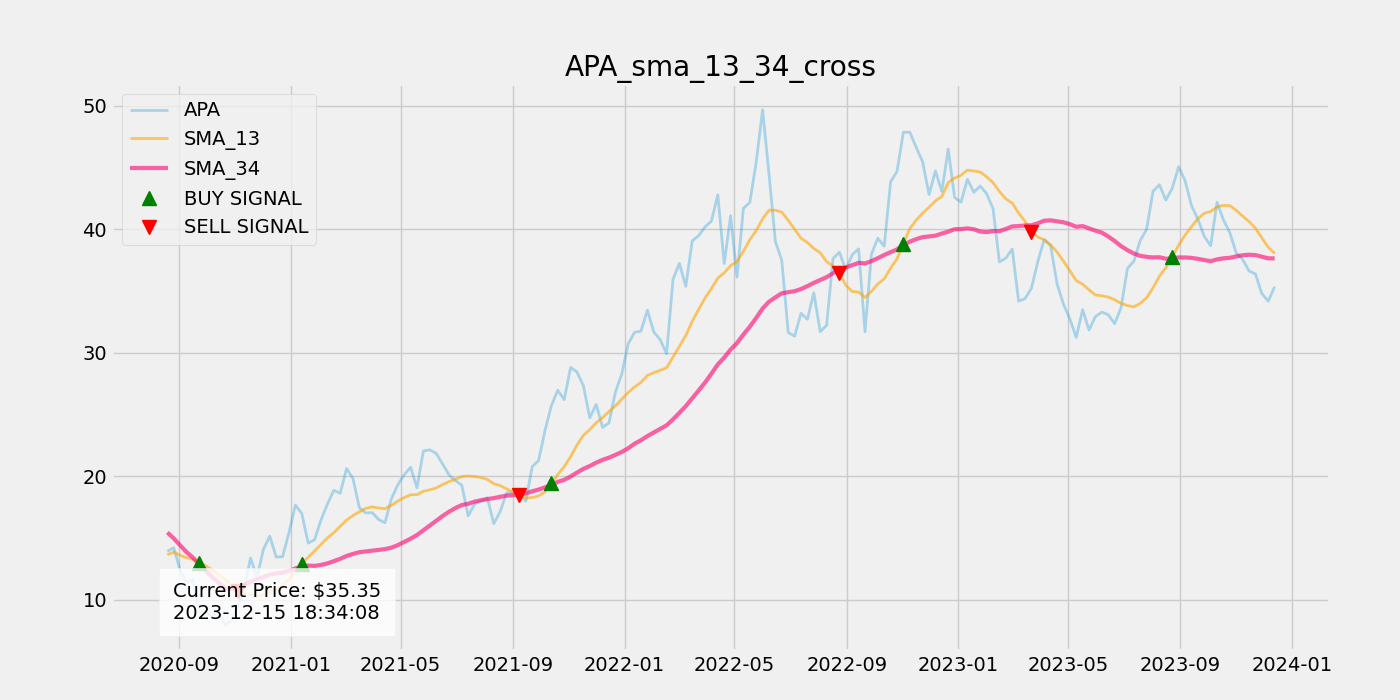 APA_sma_13_34_cross
50
40
30
20
10
APA
SMA_13
SMA_34
BUY SIGNAL
SELL SIGNAL
Current Price: $35.35
2023-12-15 18:34:08
2020-09 2021-01 2021-05 2021-09 2022-01 2022-05 2022-09 2023-01 2023-05 2023-09 2024-01